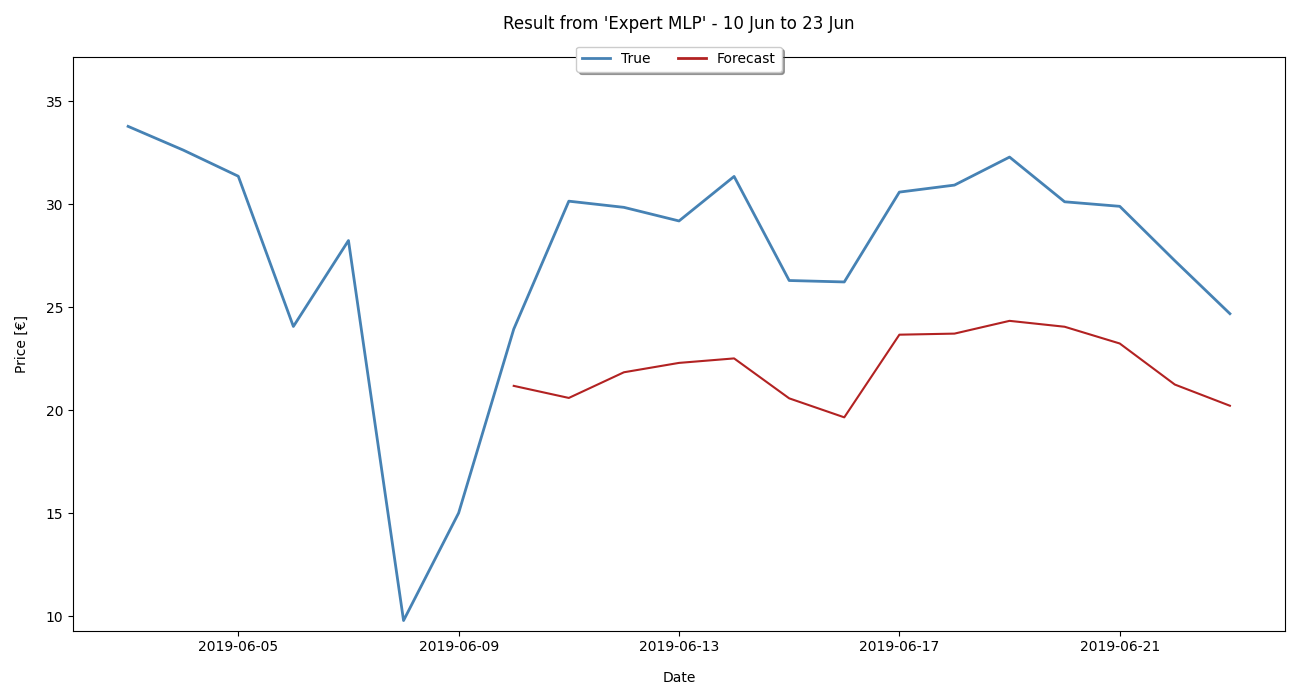 Result from 'Expert MLP' - 10 Jun to 23 Jun
True Forecast
Price [€]
35
30
25
20
15
10
2019-06-05 2019-06-09 2019-06-13 2019-06-17 2019-06-21
Date